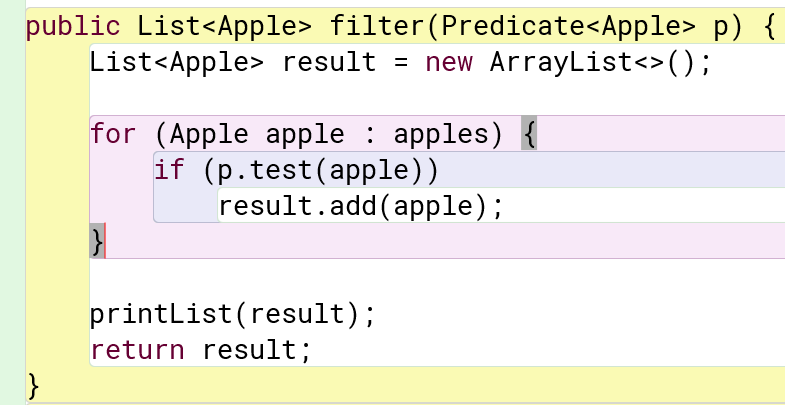 public List<Apple> filter(Predicate<Apple> p) {
    List<Apple> result = new ArrayList<>();
    for (Apple apple : apples) {
        if (p.test(apple))
            result.add(apple);
    }
    printList(result);
    return result;
}